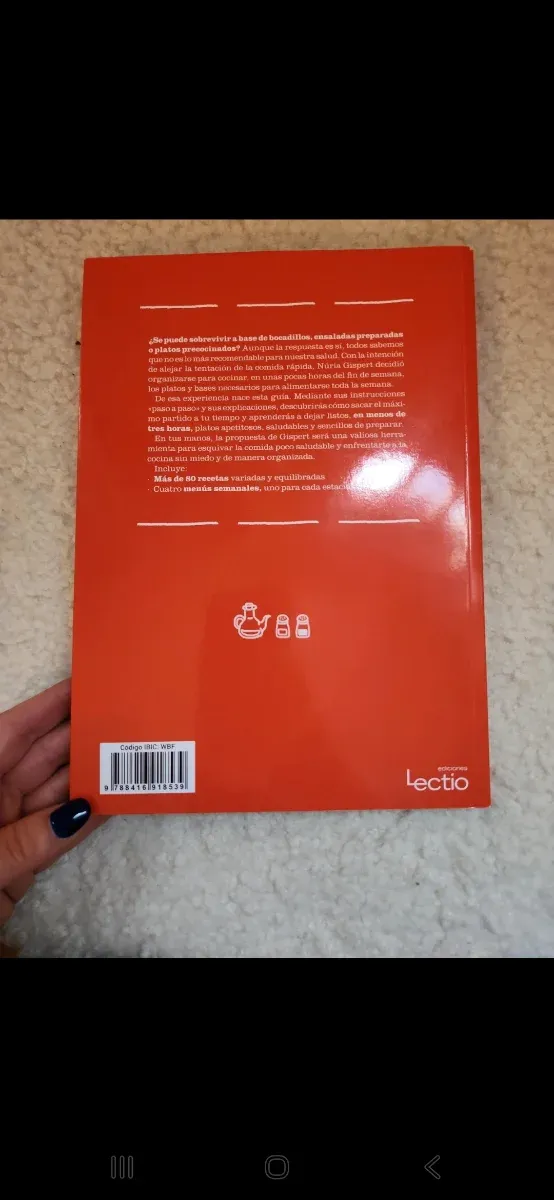 ¿Se puede sobrevivir a base de bocadillos, ensaladas preparadas
o platos precocinados? Aunque la respuesta es sí, todos sabemos
que no es lo más recomendable para nuestra salud. Con la intención
de alejar la tentación de la comida rápida, Núria Gispert decidió
organizarse para cocinar, en unas pocas horas del fin de semana,
los platos y bases necesarios para alimentarse toda la semana.
De esa experiencia nace esta guía. Mediante sus instrucciones
«paso a paso» y sus explicaciones, descubrirás cómo sacar el máxi-
mo partido a tu tiempo y aprenderás a dejar listos, en menos de
tres horas, platos apetitosos, saludables y sencillos de preparar.
En tus manos, la propuesta de Gispert será una valiosa herra-
mienta para esquivar la comida poco saludable y enfrentarte a la
cocina sin miedo y de manera organizada.
Incluye:
· Más de 80 recetas variadas y equilibradas
· Cuatro menús semanales, uno para cada
Código IBIC: WBF
9 788416 918539
ediciones
Lectio